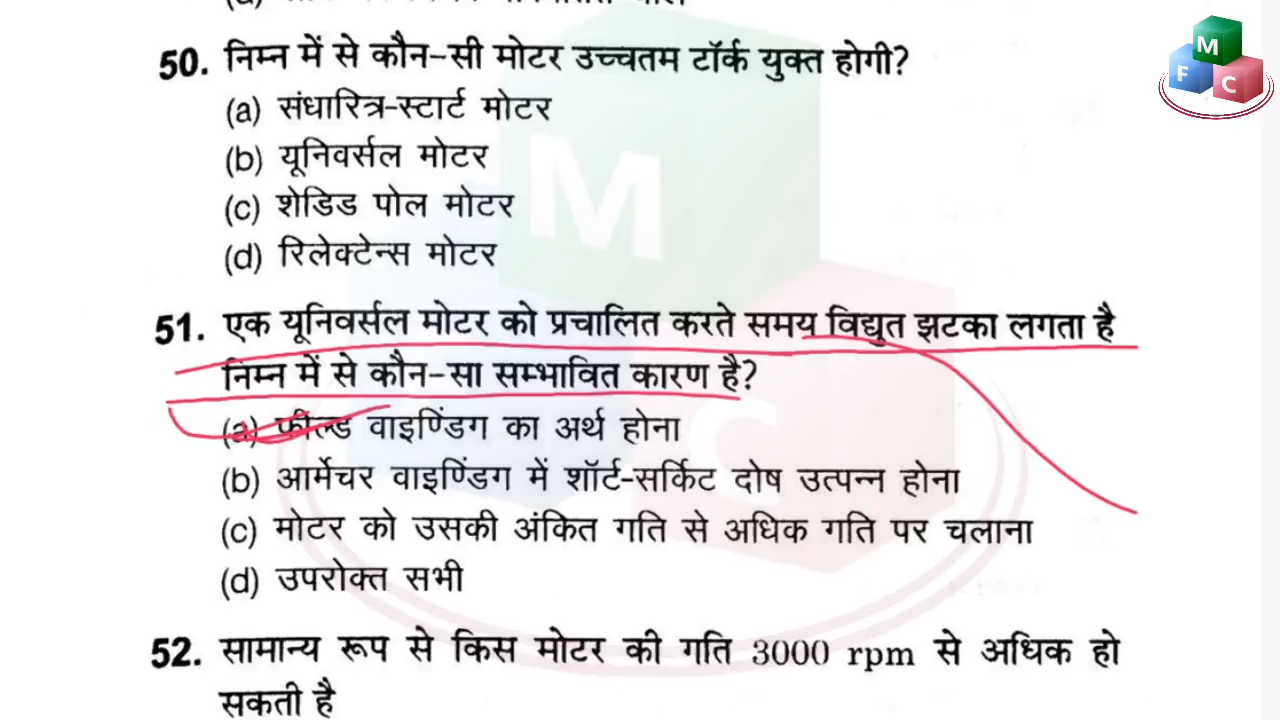 50. निम्न में से कौन-सी मोटर उच्चतम टॉर्क युक्त होगी?
(a) संधारित्र-स्टार्ट मोटर
(b) यूनिवर्सल मोटर
(c) शेडिड पोल मोटर
(d) रिलेक्टेन्स मोटर
51. एक यूनिवर्सल मोटर को प्रचालित करते समय विद्युत झटका लगता है
निम्न में से कौन-सा सम्भावित कारण है?
(a) फील्ड वाइण्डिंग का अर्थ होना
(b) आर्मेचर वाइण्डिंग में शॉर्ट-सर्किट दोष उत्पन्न होना
(c) मोटर को उसकी अंकित गति से अधिक गति पर चलाना
(d) उपरोक्त सभी
52. सामान्य रूप से किस मोटर की गति 3000 rpm से अधिक हो
सकती है
M
F C
M
C